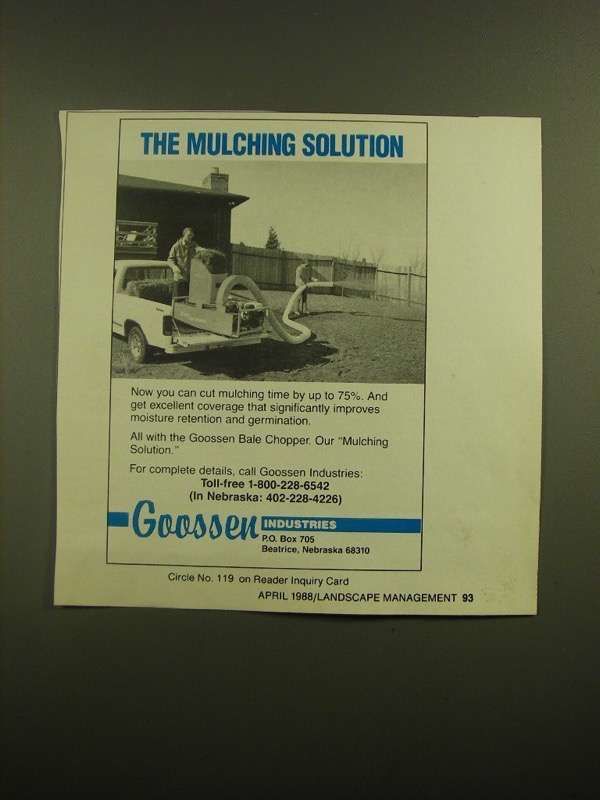 THE MULCHING SOLUTION
Now you can cut mulching time by up to 75%. And
get excellent coverage that significantly improves
moisture retention and germination.
All with the Goossen Bale Chopper. Our "Mulching
Solution."
For complete details, call Goossen Industries:
Toll-free 1-800-228-6542
(In Nebraska: 402-228-4226)
Goossen INDUSTRIES
P.O. Box 705
Beatrice, Nebraska 68310
Circle No. 119 on Reader Inquiry Card
APRIL 1988/LANDSCAPE MANAGEMENT 93